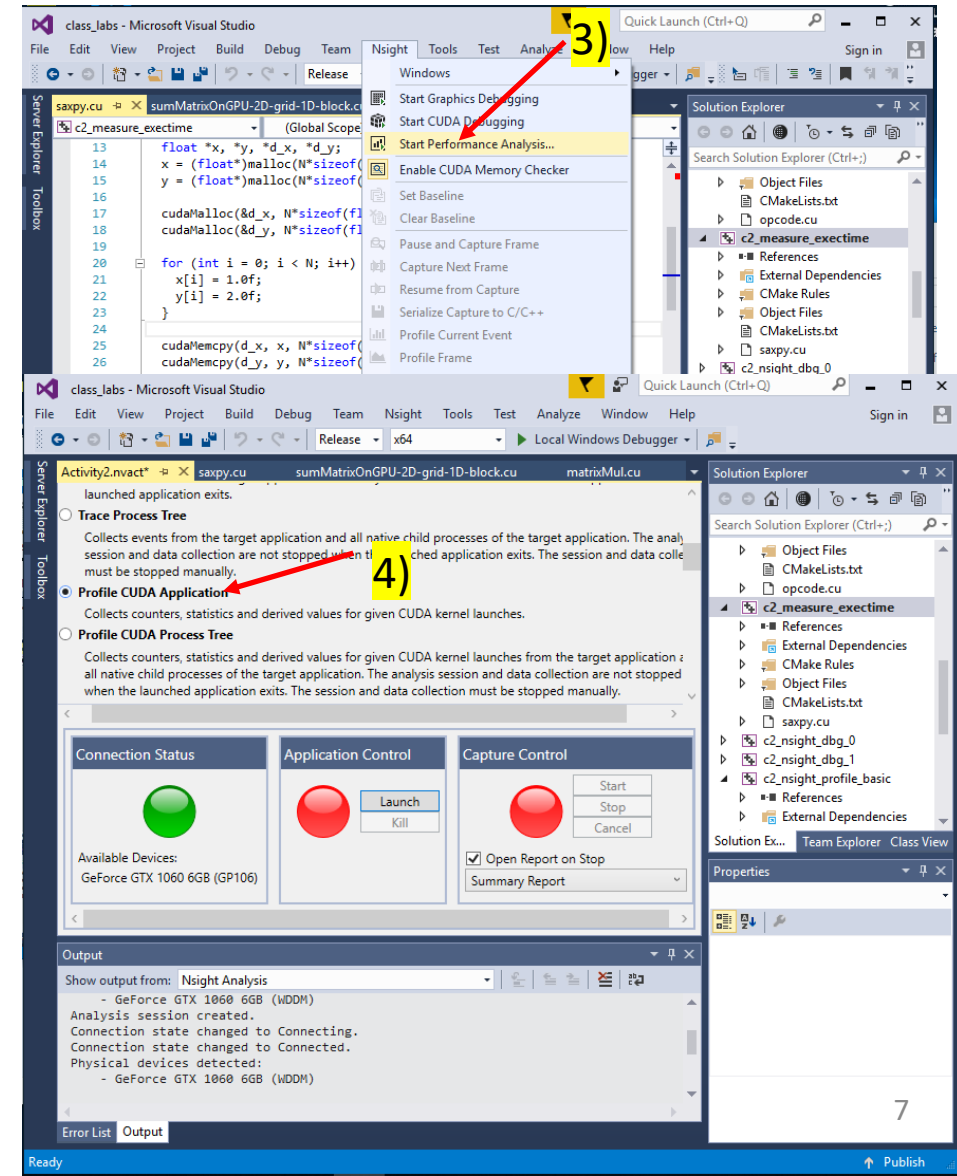 class_labs - Microsoft Visual Studio
Quick Launch (Ctrl+Q)
3)
File Edit View Project Build Debug Team Nsight Tools Test Analyze Window Help Sign in
Release
Windows
Start Graphics Debugging
Start CUDA Debugging
Start Performance Analysis...
Enable CUDA Memory Checker
Set Baseline
Clear Baseline
Pause and Capture Frame
Capture Next Frame
Resume from Capture
Serialize Capture to C/C++
Profile Current Event
Profile Frame
Server Explorer
Toolbox
saxpy.cu sumMatrixOnGPU-2D-grid-1D-block.cu
c2_measure_exectime (Global Scope)
13 float *x, *y, *d_x, *d_y;
14 x = (float*)malloc(N*sizeof(
15 y = (float*)malloc(N*sizeof(
16
17 cudaMalloc(&d_x, N*sizeof(fl
18 cudaMalloc(&d_y, N*sizeof(fl
19
20 for (int i = 0; i < N; i++)
21 x[i] = 1.0f;
22 y[i] = 2.0f;
23 }
24
25 cudaMemcpy(d_x, x, N*sizeof(
26 cudaMemcpy(d_y, y, N*sizeof(
Solution Explorer
Search Solution Explorer (Ctrl+;)
Object Files
CMakeLists.txt
opcode.cu
c2_measure_exectime
References
External Dependencies
CMake Rules
Object Files
CMakeLists.txt
saxpy.cu
c2_nsight_dbg_0
class_labs - Microsoft Visual Studio
Quick Launch (Ctrl+Q)
File Edit View Project Build Debug Team Nsight Tools Test Analyze Window Help
Sign in
Release x64 Local Windows Debugger
Server Explorer
Toolbox
Activity2.nvact* saxpy.cu sumMatrixOnGPU-2D-grid-1D-block.cu matrixMul.cu
launched application exits.
Trace Process Tree
Collects events from the target application and all native child processes of the target application. The analy
session and data collection are not stopped when the launched application exits. The session and data colle
must be stopped manually.
4)
Profile CUDA Application
Collects counters, statistics and derived values for given CUDA kernel launches.
Profile CUDA Process Tree
Collects counters, statistics and derived values for given CUDA kernel launches from the target application a
all native child processes of the target application. The analysis session and data collection are not stopped
when the launched application exits. The session and data collection must be stopped manually.
Connection Status
Available Devices:
GeForce GTX 1060 6GB (GP106)
Application Control
Launch
Kill
Capture Control
Start
Stop
Cancel
Open Report on Stop
Summary Report
Output
Show output from: Nsight Analysis
- GeForce GTX 1060 6GB (WDDM)
Analysis session created.
Connection state changed to Connecting.
Connection state changed to Connected.
Physical devices detected:
- GeForce GTX 1060 6GB (WDDM)
Error List Output
Solution Explorer
Search Solution Explorer (Ctrl+;)
Object Files
CMakeLists.txt
opcode.cu
c2_measure_exectime
References
External Dependencies
CMake Rules
Object Files
CMakeLists.txt
saxpy.cu
c2_nsight_dbg_0
c2_nsight_dbg_1
c2_nsight_profile_basic
References
External Dependencies
Solution Ex... Team Explorer Class View
Properties
7
Ready
Publish